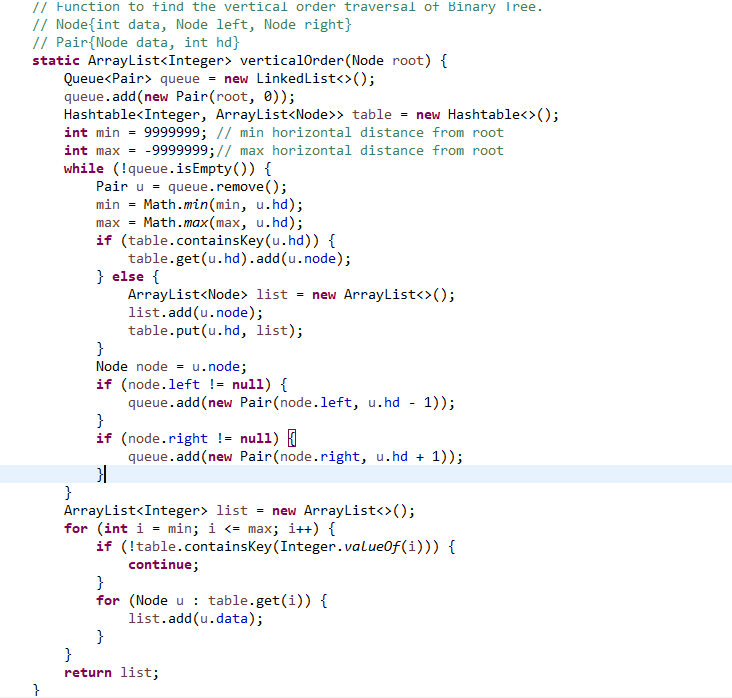 // Function to find the vertical order traversal of Binary Tree.
// Node{int data, Node left, Node right}
// Pair{Node data, int hd}
static ArrayList<Integer> verticalOrder(Node root) {
    Queue<Pair> queue = new LinkedList<>();
    queue.add(new Pair(root, 0));
    Hashtable<Integer, ArrayList<Node>> table = new Hashtable<>();
    int min = 9999999; // min horizontal distance from root
    int max = -9999999;// max horizontal distance from root
    while (!queue.isEmpty()) {
        Pair u = queue.remove();
        min = Math.min(min, u.hd);
        max = Math.max(max, u.hd);
        if (table.containsKey(u.hd)) {
            table.get(u.hd).add(u.node);
        } else {
            ArrayList<Node> list = new ArrayList<>();
            list.add(u.node);
            table.put(u.hd, list);
        }
        Node node = u.node;
        if (node.left != null) {
            queue.add(new Pair(node.left, u.hd - 1));
        }
        if (node.right != null) {
            queue.add(new Pair(node.right, u.hd + 1));
        }
    }
    ArrayList<Integer> list = new ArrayList<>();
    for (int i = min; i <= max; i++) {
        if (!table.containsKey(Integer.valueOf(i))) {
            continue;
        }
        for (Node u : table.get(i)) {
            list.add(u.data);
        }
    }
    return list;
}